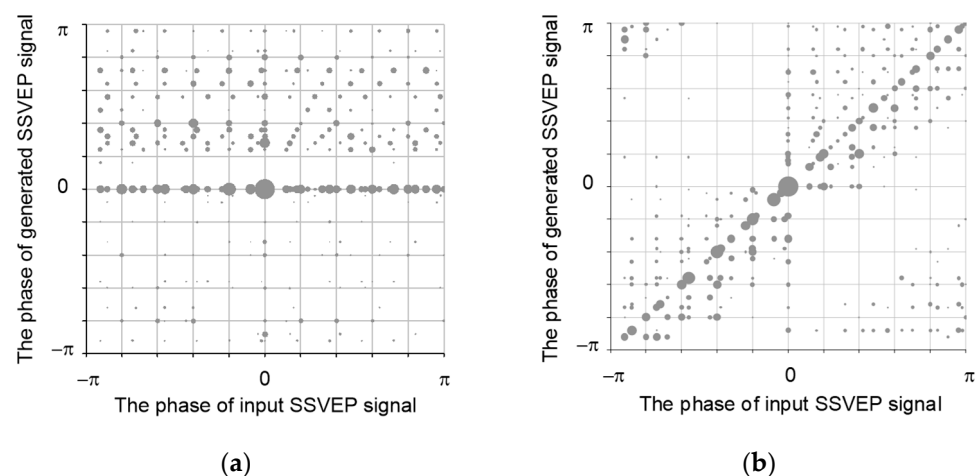 The phase of generated SSVEP signal
π
0
−π
−π
0
π
The phase of input SSVEP signal
(a)
The phase of generated SSVEP signal
π
0
−π
−π
0
π
The phase of input SSVEP signal
(b)